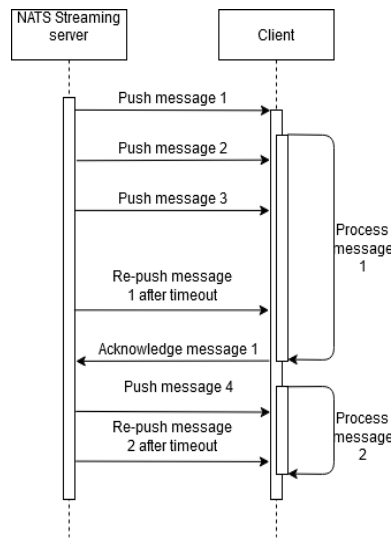 NATS Streaming
server
Client
Push message 1
Push message 2
Push message 3
Process
message
1
Re-push message
1 after timeout
Acknowledge message 1
Push message 4
Re-push message
2 after timeout
Process
message
2